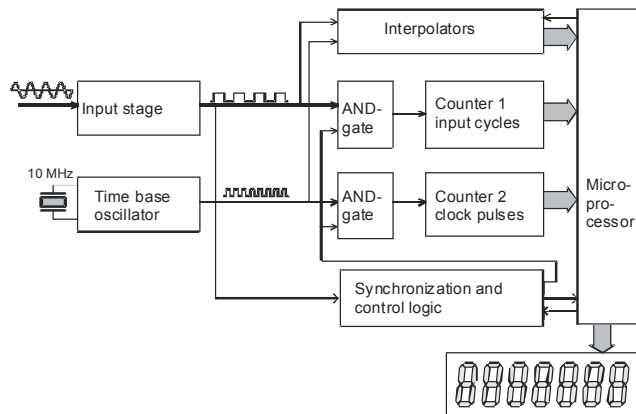 Interpolators
Input stage
AND-
gate
Counter 1
input cycles
10 MHz
Time base
oscillator
AND-
gate
Counter 2
clock pulses
Micro-
pro-
cessor
Synchronization and
control logic
8888888